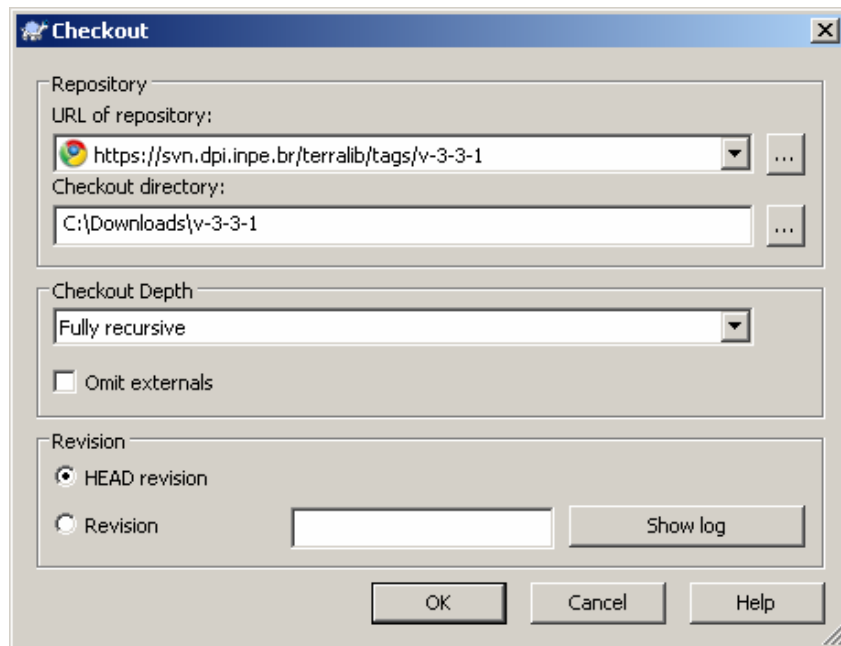 Checkout
Repository
URL of repository:
https://svn.dpi.inpe.br/terralib/tags/v-3-3-1
...
Checkout directory:
C:\Downloads\v-3-3-1
...
Checkout Depth
Fully recursive
Omit externals
Revision
HEAD revision
Revision
Show log
OK Cancel Help